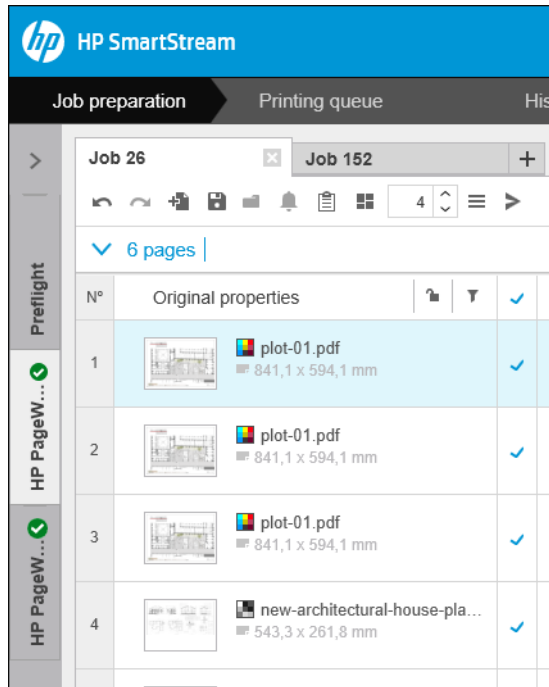 hp HP SmartStream
Job preparation Printing queue His
Job 26 Job 152 +
4
6 pages
Nº Original properties
Preflight
HP PageW...
HP PageW...
1 plot-01.pdf
841,1 x 594,1 mm
2 plot-01.pdf
841,1 x 594,1 mm
3 plot-01.pdf
841,1 x 594,1 mm
4 new-architectural-house-pla...
543,3 x 261,8 mm